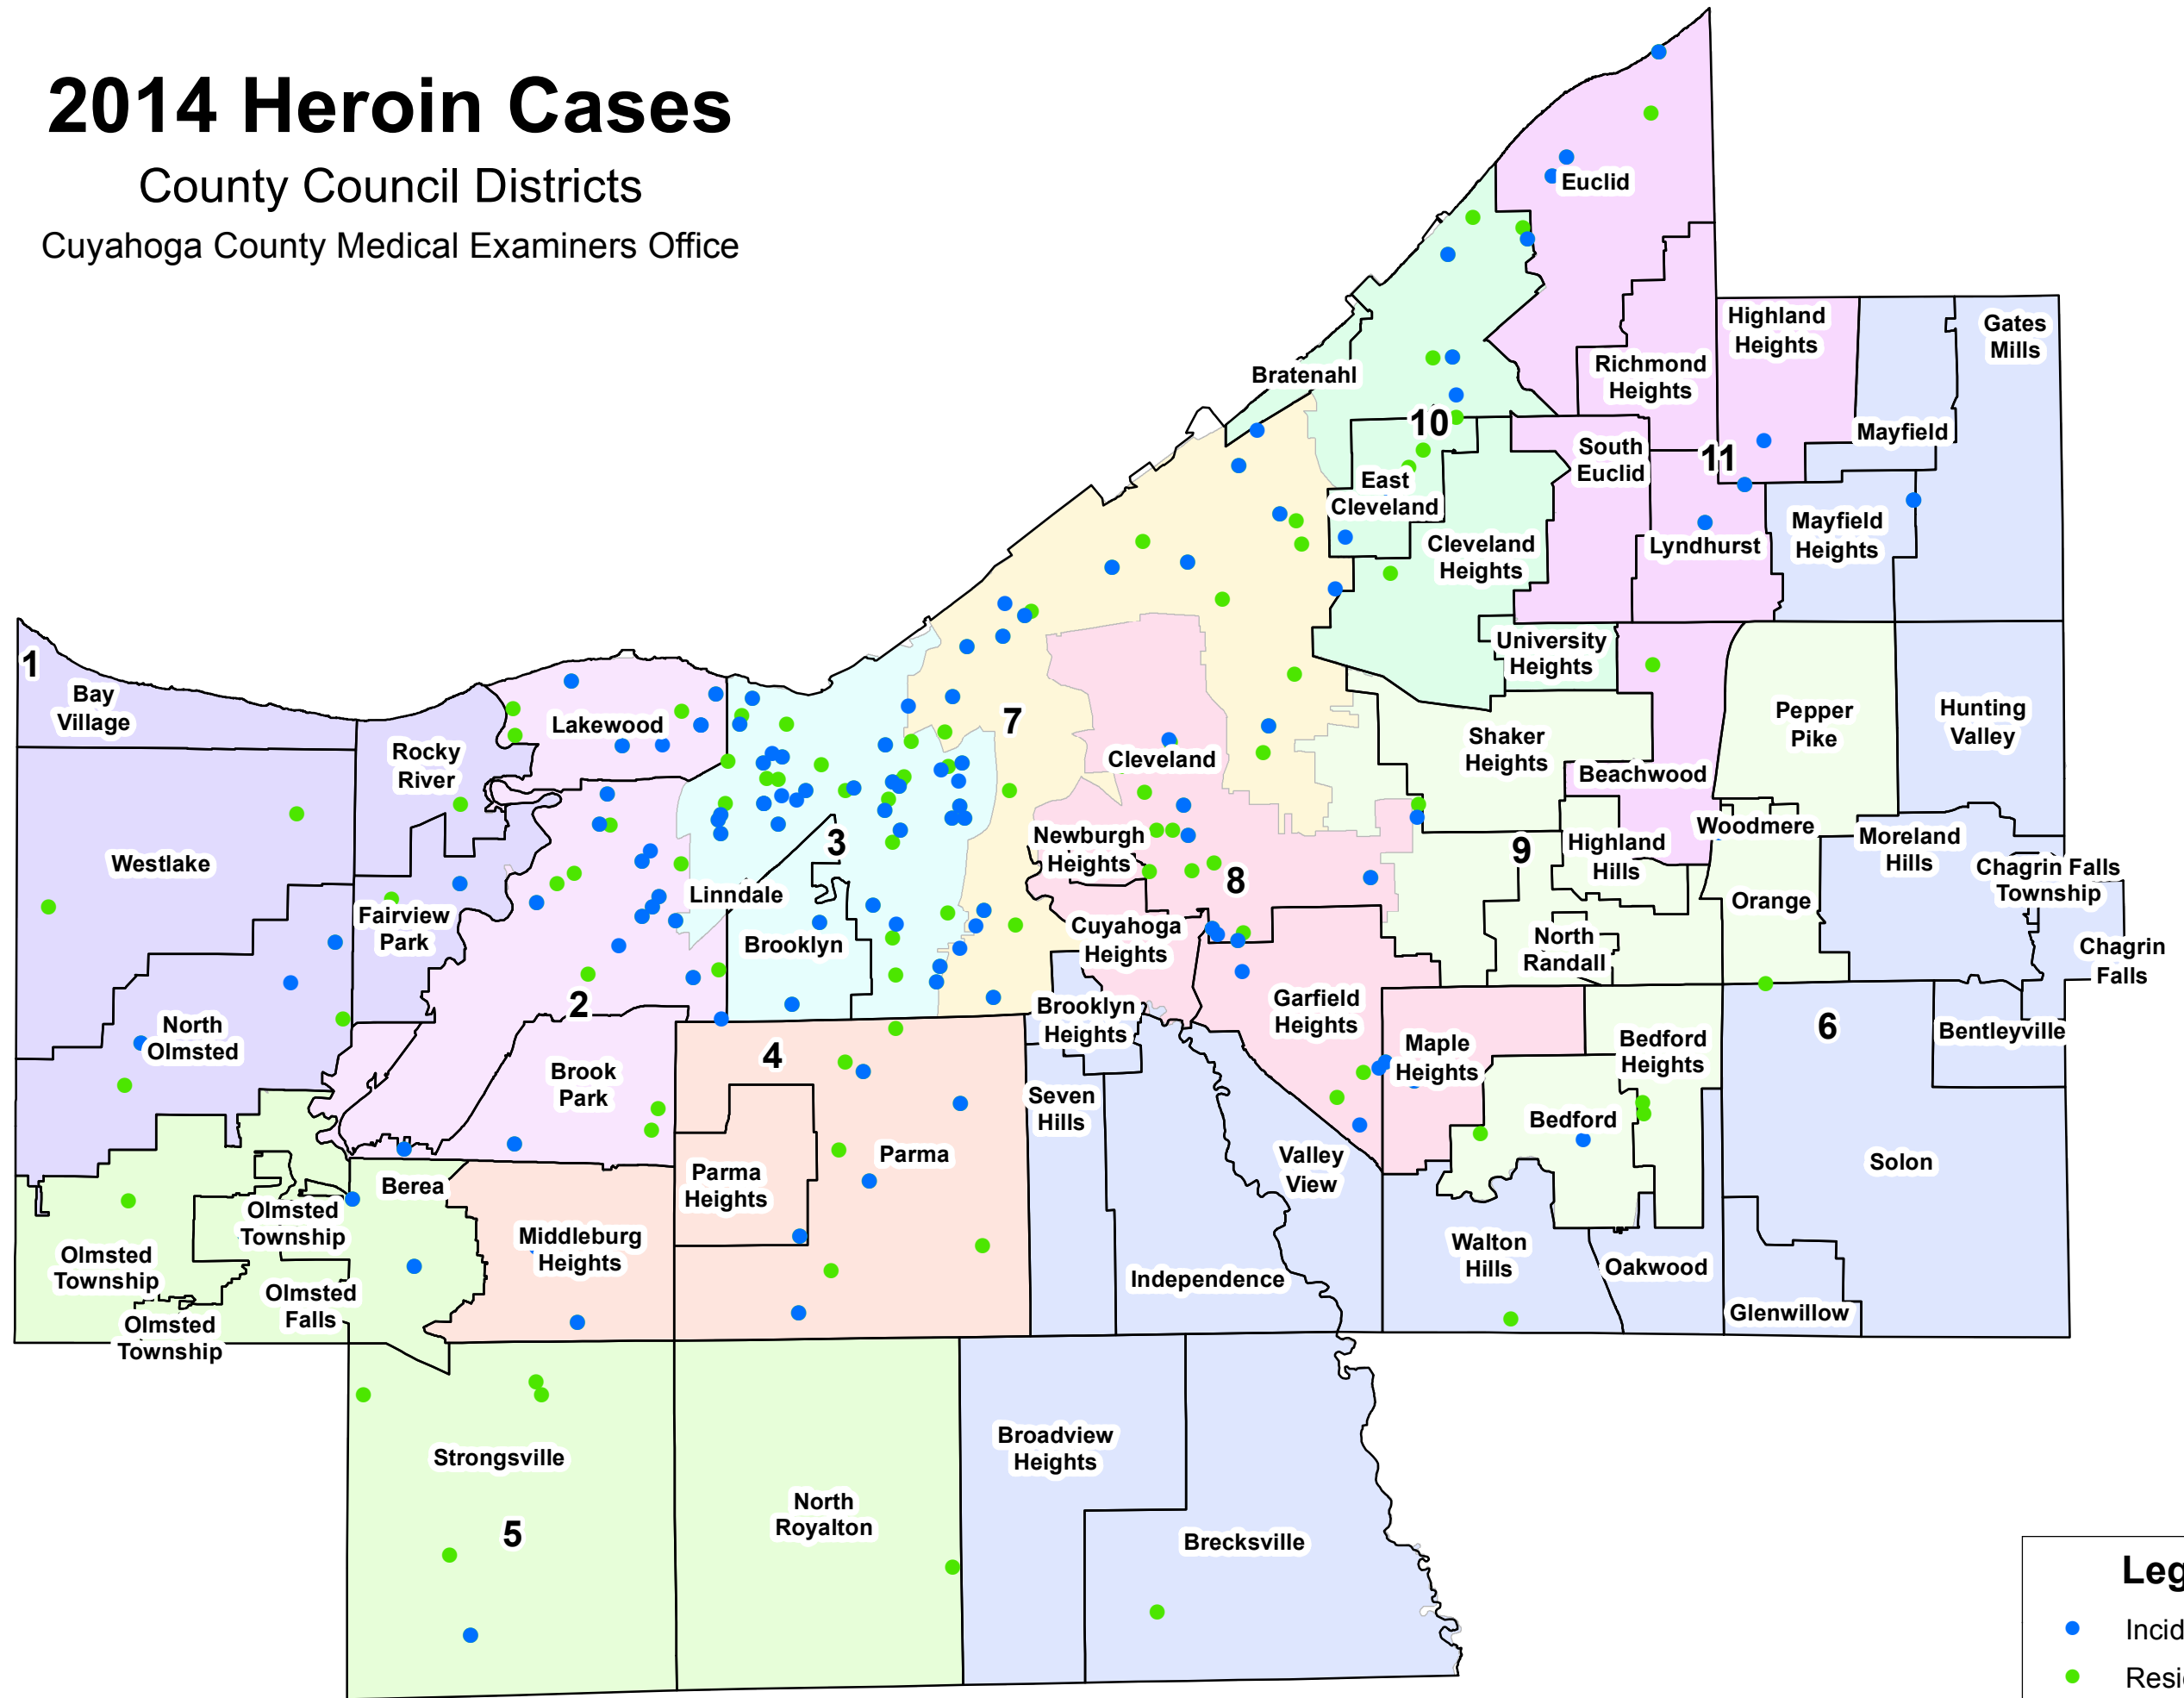 2014 Heroin Cases
County Council Districts
Cuyahoga County Medical Examiners Office
Euclid
Highland
Heights
Gates
Mills
Richmond
Heights
Bratenahl
10
Mayfield
South
Euclid
11
East
Cleveland
Cleveland
Heights
Lyndhurst
Mayfield
Heights
1
Bay
Village
University
Heights
Lakewood
7
Pepper
Pike
Hunting
Valley
Rocky
River
Shaker
Heights
Cleveland
Beachwood
Westlake
3
Newburgh
Heights
9
Highland
Hills
Woodmere
Moreland
Hills
Chagrin Falls
Township
Linndale
8
Orange
Fairview
Park
Brooklyn
Cuyahoga
Heights
North
Randall
Chagrin
Falls
2
North
Olmsted
Brooklyn
Heights
Garfield
Heights
6
Bentleyville
4
Maple
Heights
Bedford
Heights
Brook
Park
Seven
Hills
Bedford
Parma
Valley
View
Solon
Berea
Parma
Heights
Olmsted
Township
Middleburg
Heights
Walton
Hills
Olmsted
Township
Independence
Oakwood
Olmsted
Falls
Glenwillow
Olmsted
Township
Strongsville
Broadview
Heights
North
Royalton
5
Brecksville
Leg
Incid
Resi